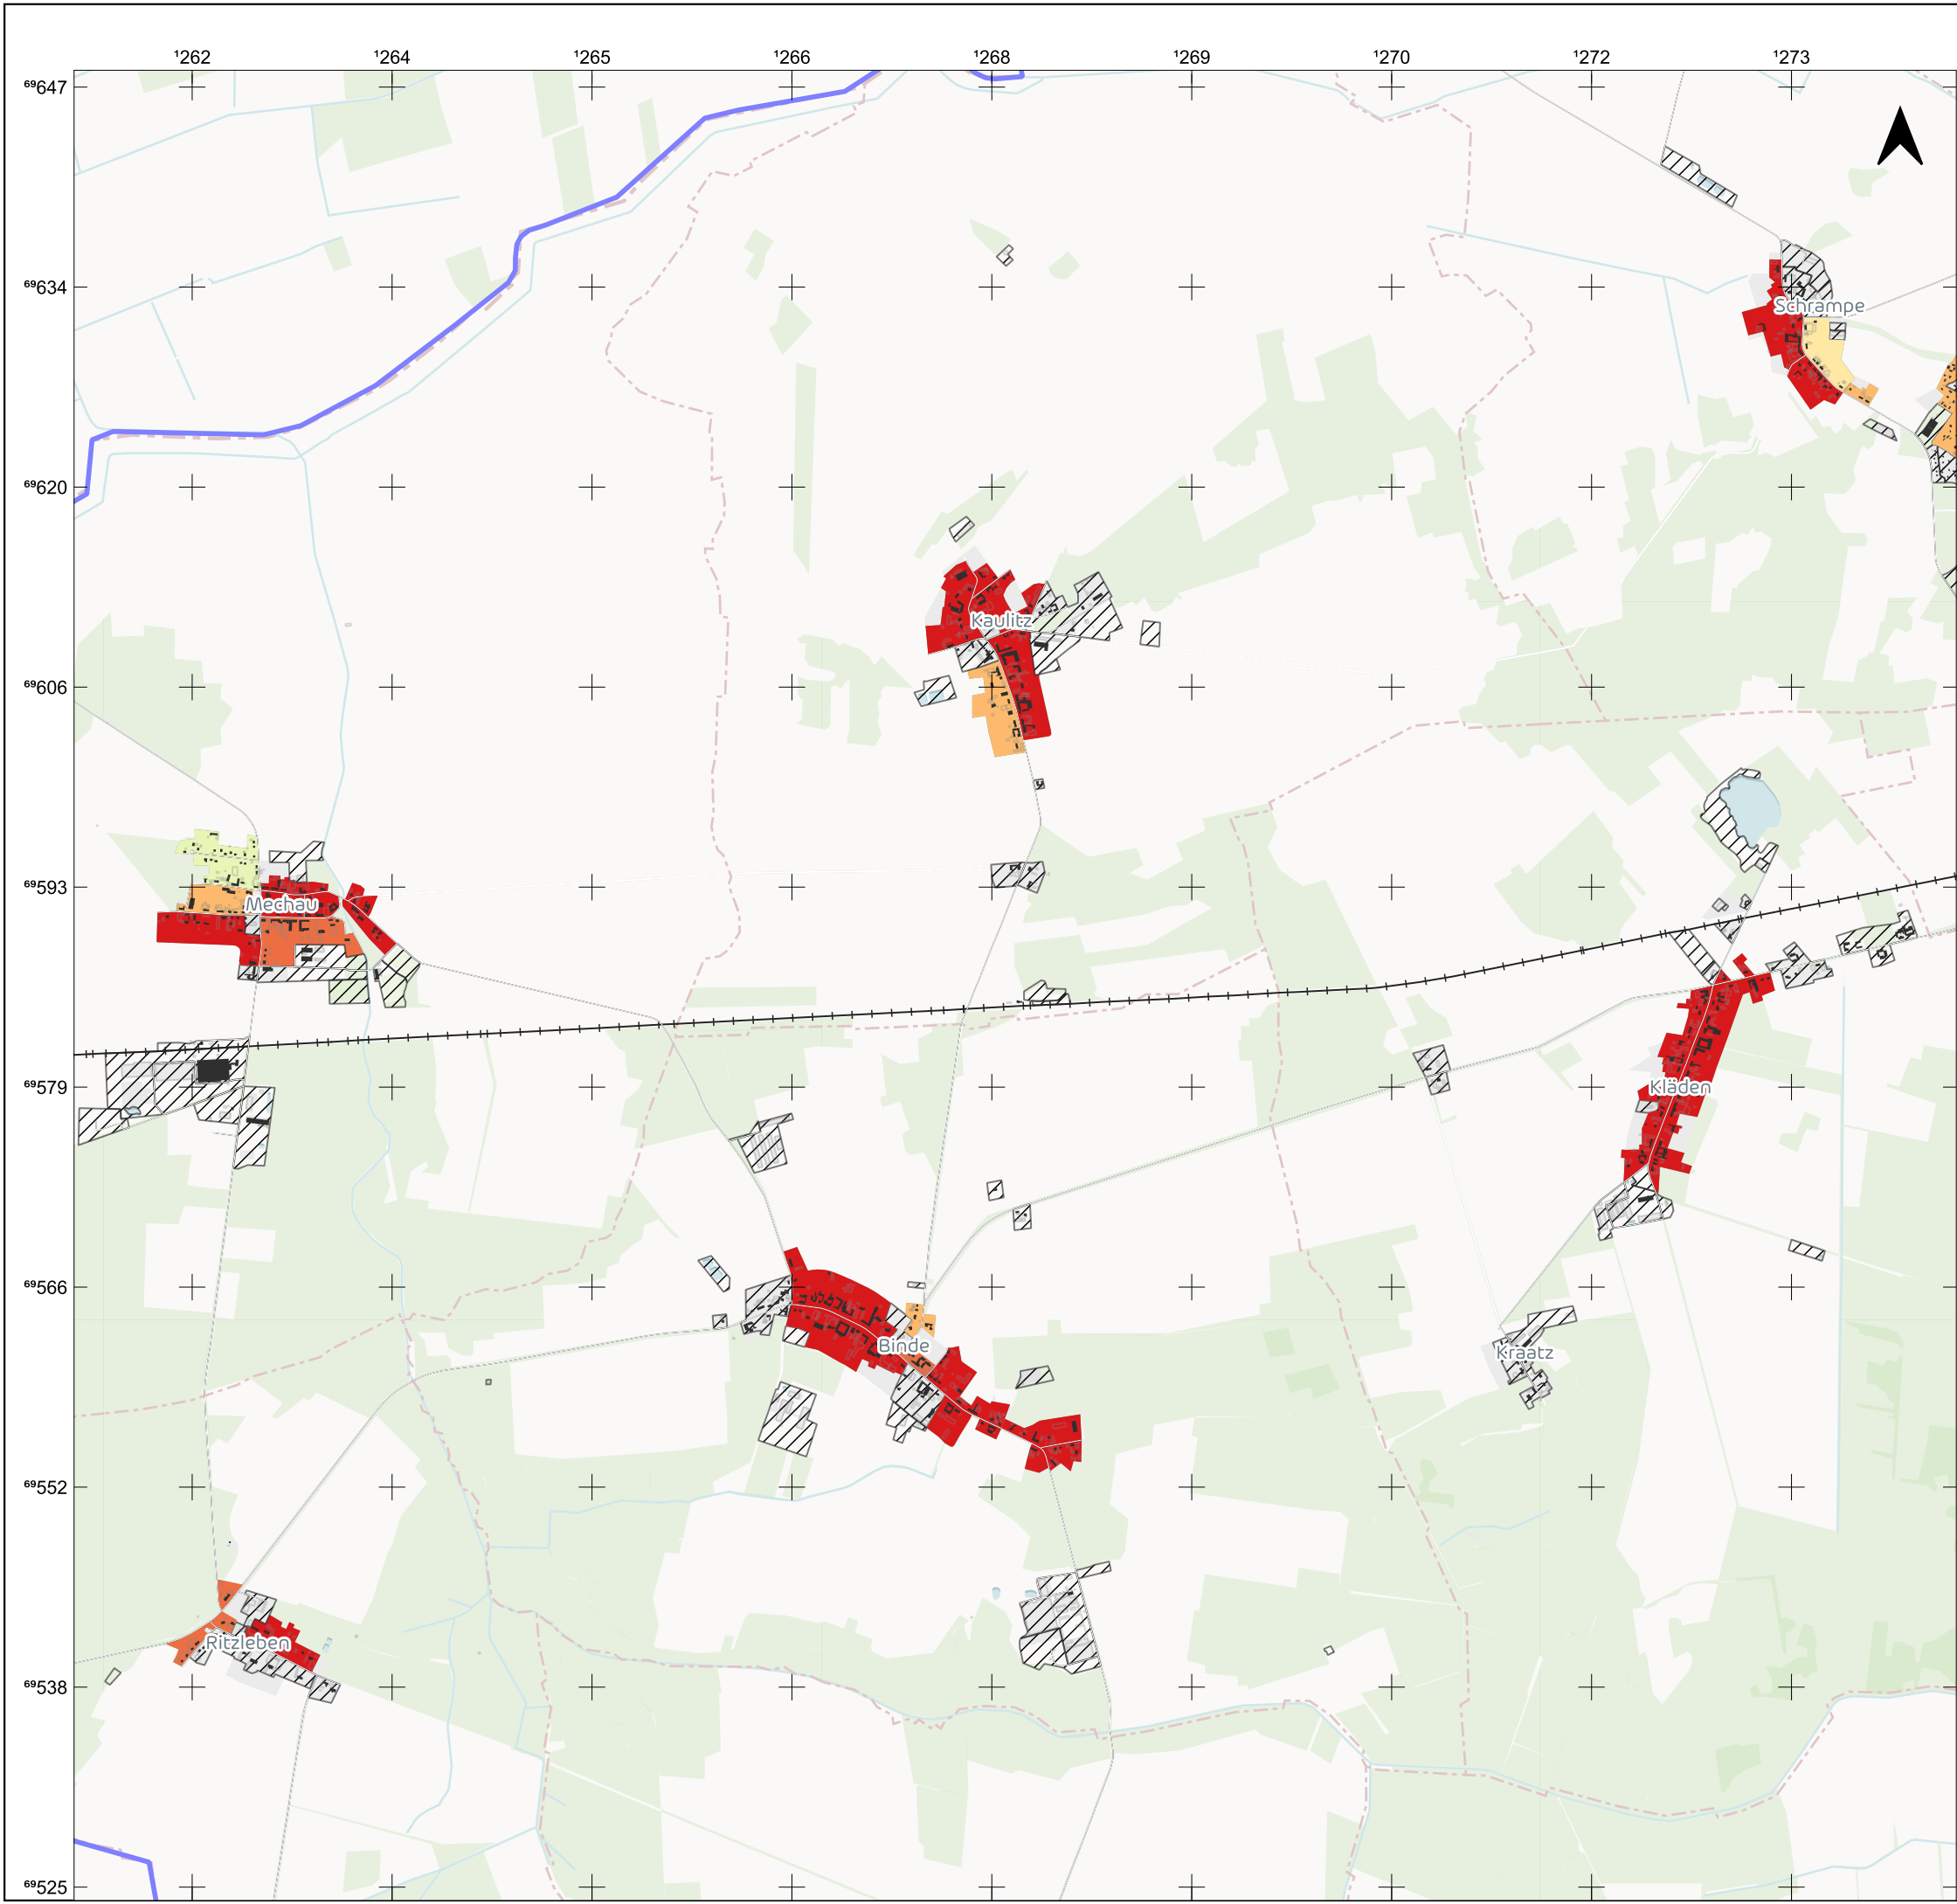 ¹262 ¹264 ¹265 ¹266 ¹268 ¹269 ¹270 ¹272 ¹273
⁶⁹647
⁶⁹634
Schrampe
⁶⁹620
Kaulitz
⁶⁹606
⁶⁹593
Mechau
⁶⁹579
Kläden
⁶⁹566
Binde
Kraatz
⁶⁹552
Ritzleben
⁶⁹538
⁶⁹525